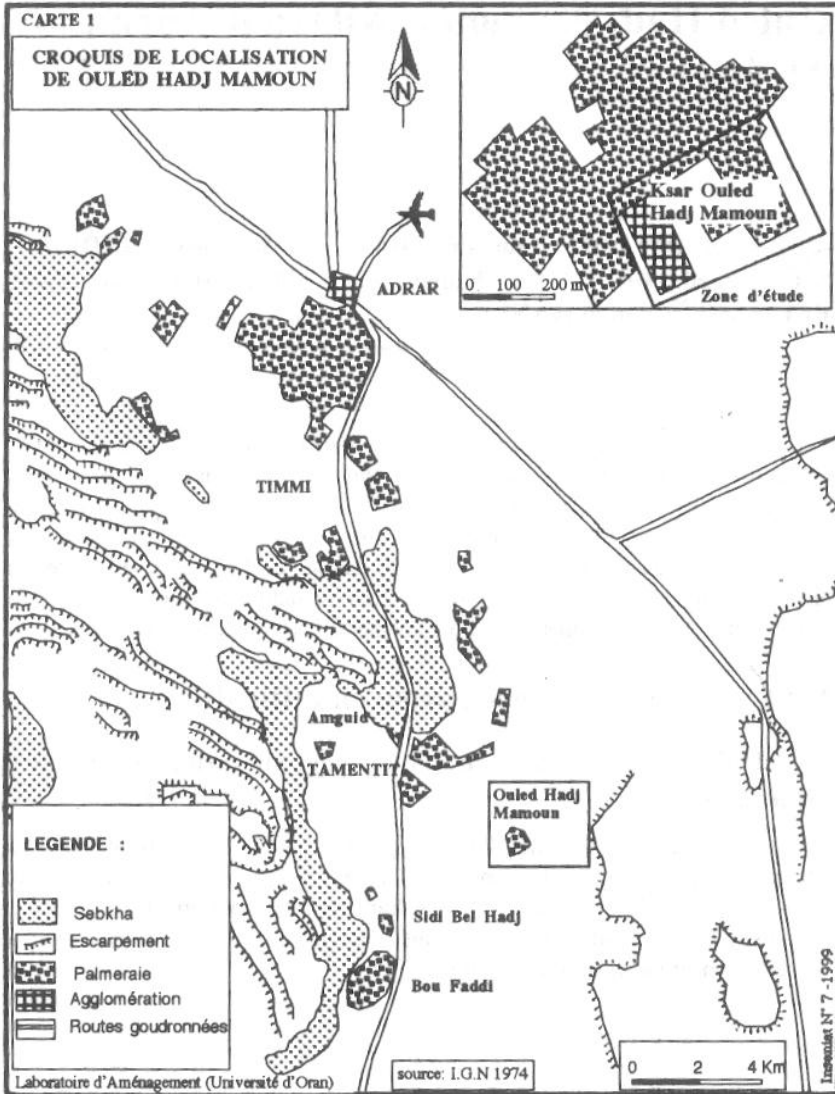 CARTE 1
CROQUIS DE LOCALISATION
DE OULED HADJ MAMOUN
N
Ksar Ouled
Hadj Mamoun
0 100 200 m
Zone d'étude
ADRAR
TIMMI
Amguid
TAMENTIT
Ouled Hadj
Mamoun
Sidi Bel Hadj
Bou Faddi
LEGENDE :
Sebkha
Escarpément
Palmeraie
Agglomération
Routes goudronnées
Laboratoire d'Aménagement (Université d'Oran)
source: I.G.N 1974
0 2 4 Km
Insaniat N° 7 -1999